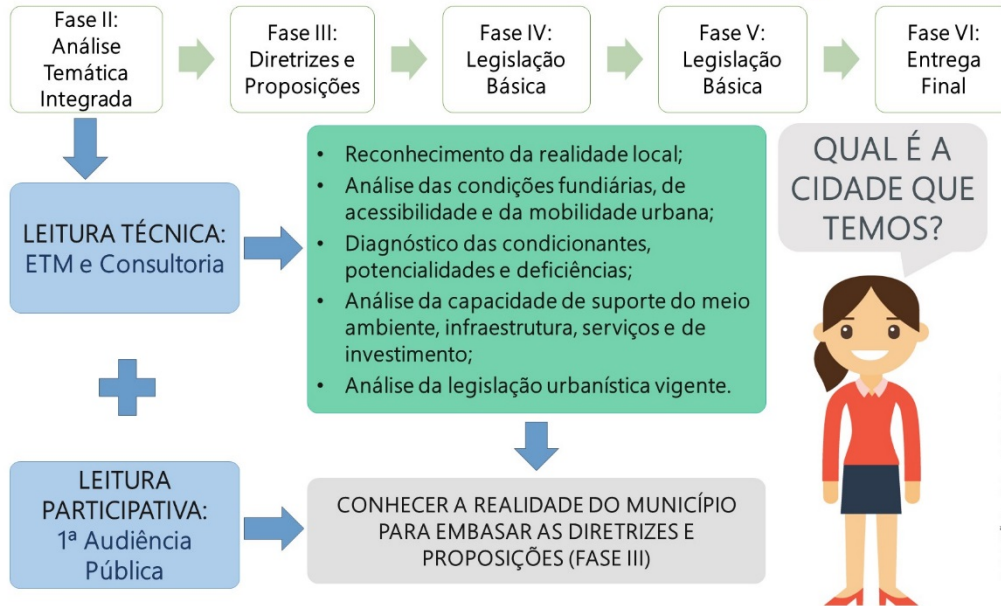 Fase II:
Análise
Temática
Integrada
Fase III:
Diretrizes e
Proposições
Fase IV:
Legislação
Básica
Fase V:
Legislação
Básica
Fase VI:
Entrega
Final
LEITURA TÉCNICA:
ETM e Consultoria
• Reconhecimento da realidade local;
• Análise das condições fundiárias, de
acessibilidade e da mobilidade urbana;
• Diagnóstico das condicionantes,
potencialidades e deficiências;
• Análise da capacidade de suporte do meio
ambiente, infraestrutura, serviços e de
investimento;
• Análise da legislação urbanística vigente.
QUAL É A
CIDADE QUE
TEMOS?
LEITURA
PARTICIPATIVA:
1ª Audiência
Pública
CONHECER A REALIDADE DO MUNICÍPIO
PARA EMBASAR AS DIRETRIZES E
PROPOSIÇÕES (FASE III)